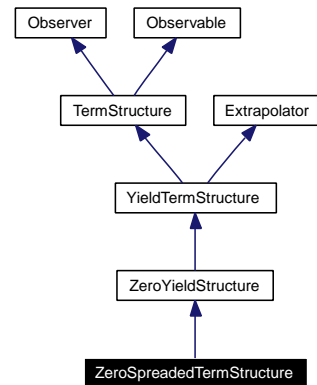 Observer
Observable
TermStructure
Extrapolator
YieldTermStructure
ZeroYieldStructure
ZeroSpreadedTermStructure